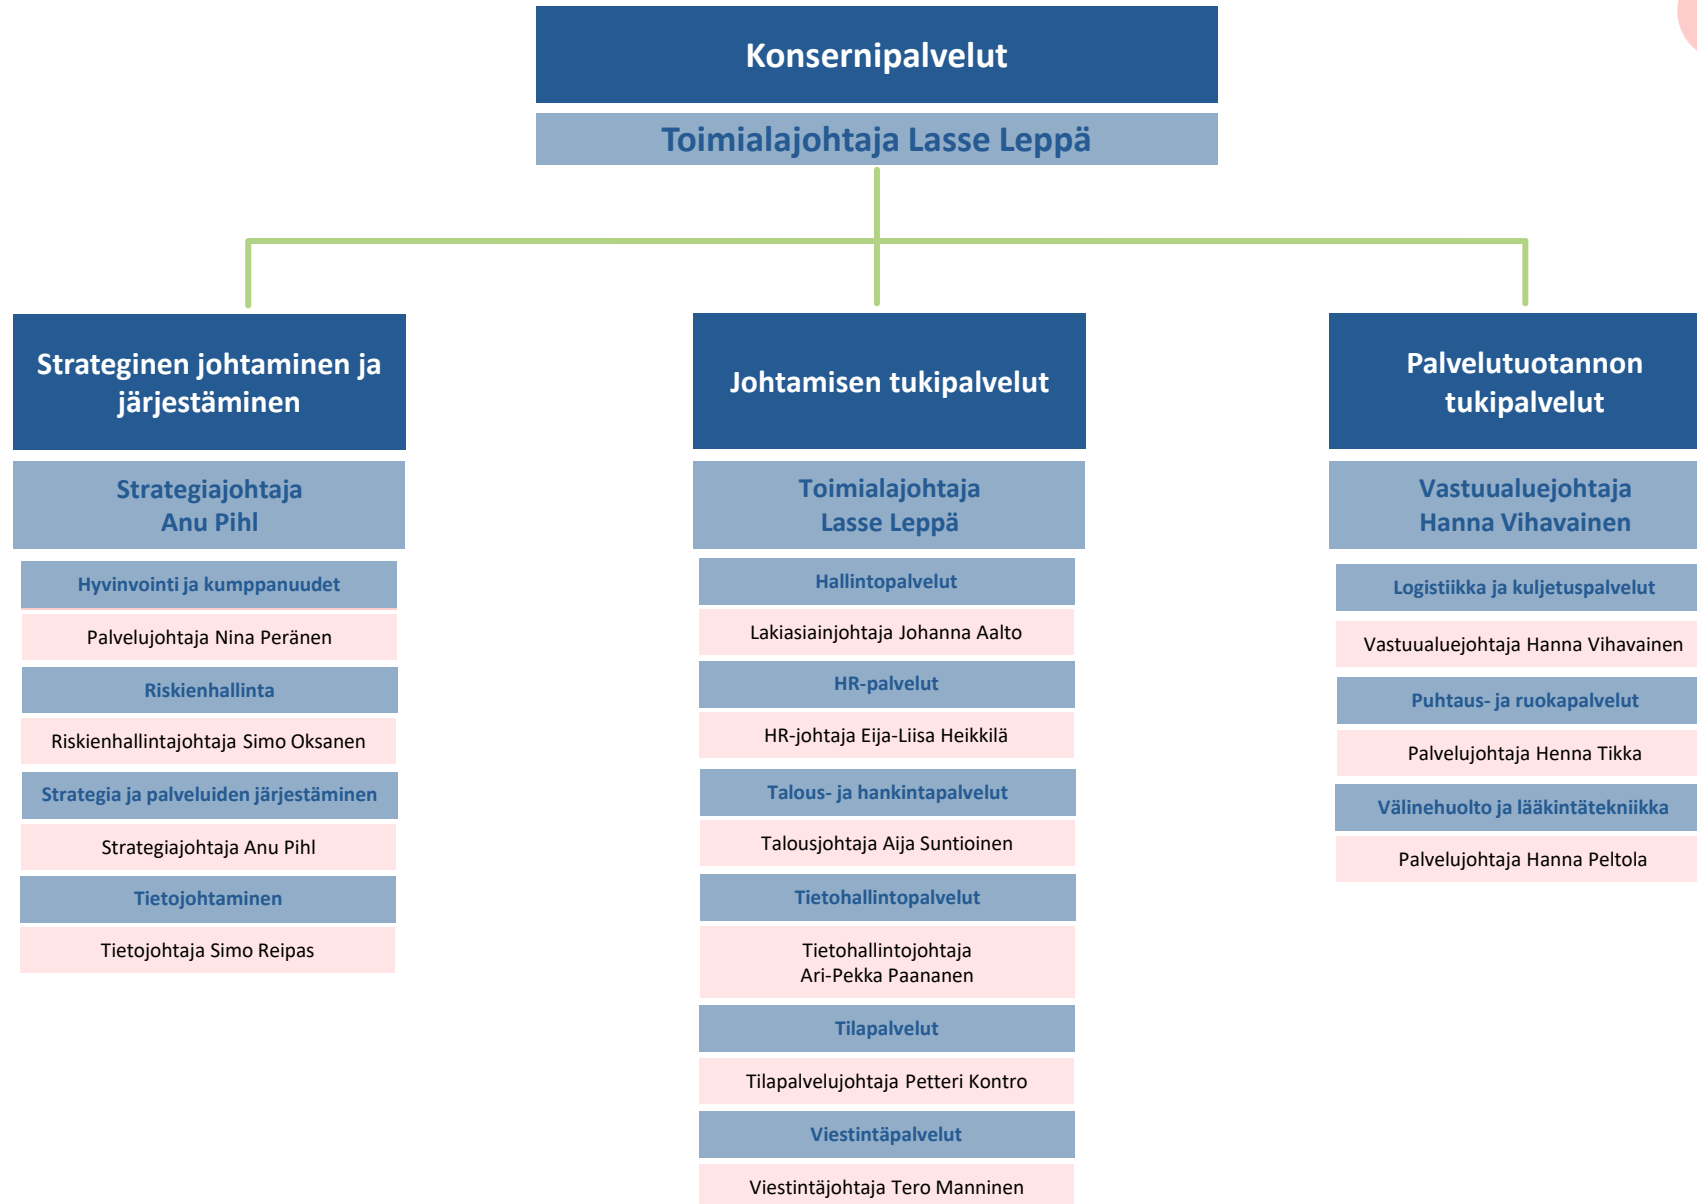 Konsernipalvelut
Toimialajohtaja Lasse Leppä
Strateginen johtaminen ja
järjestäminen
Strategiajohtaja
Anu Pihl
Hyvinvointi ja kumppanuudet
Palvelujohtaja Nina Peränen
Riskienhallinta
Riskienhallintajohtaja Simo Oksanen
Strategia ja palveluiden järjestäminen
Strategiajohtaja Anu Pihl
Tietojohtaminen
Tietojohtaja Simo Reipas
Johtamisen tukipalvelut
Toimialajohtaja
Lasse Leppä
Hallintopalvelut
Lakiasiainjohtaja Johanna Aalto
HR-palvelut
HR-johtaja Eija-Liisa Heikkilä
Talous- ja hankintapalvelut
Talousjohtaja Aija Suntioinen
Tietohallintopalvelut
Tietohallintojohtaja
Ari-Pekka Paananen
Tilapalvelut
Tilapalvelujohtaja Petteri Kontro
Viestintäpalvelut
Viestintäjohtaja Tero Manninen
Palvelutuotannon
tukipalvelut
Vastuualuejohtaja
Hanna Vihavainen
Logistiikka ja kuljetuspalvelut
Vastuualuejohtaja Hanna Vihavainen
Puhtaus- ja ruokapalvelut
Palvelujohtaja Henna Tikka
Välinehuolto ja lääkintätekniikka
Palvelujohtaja Hanna Peltola